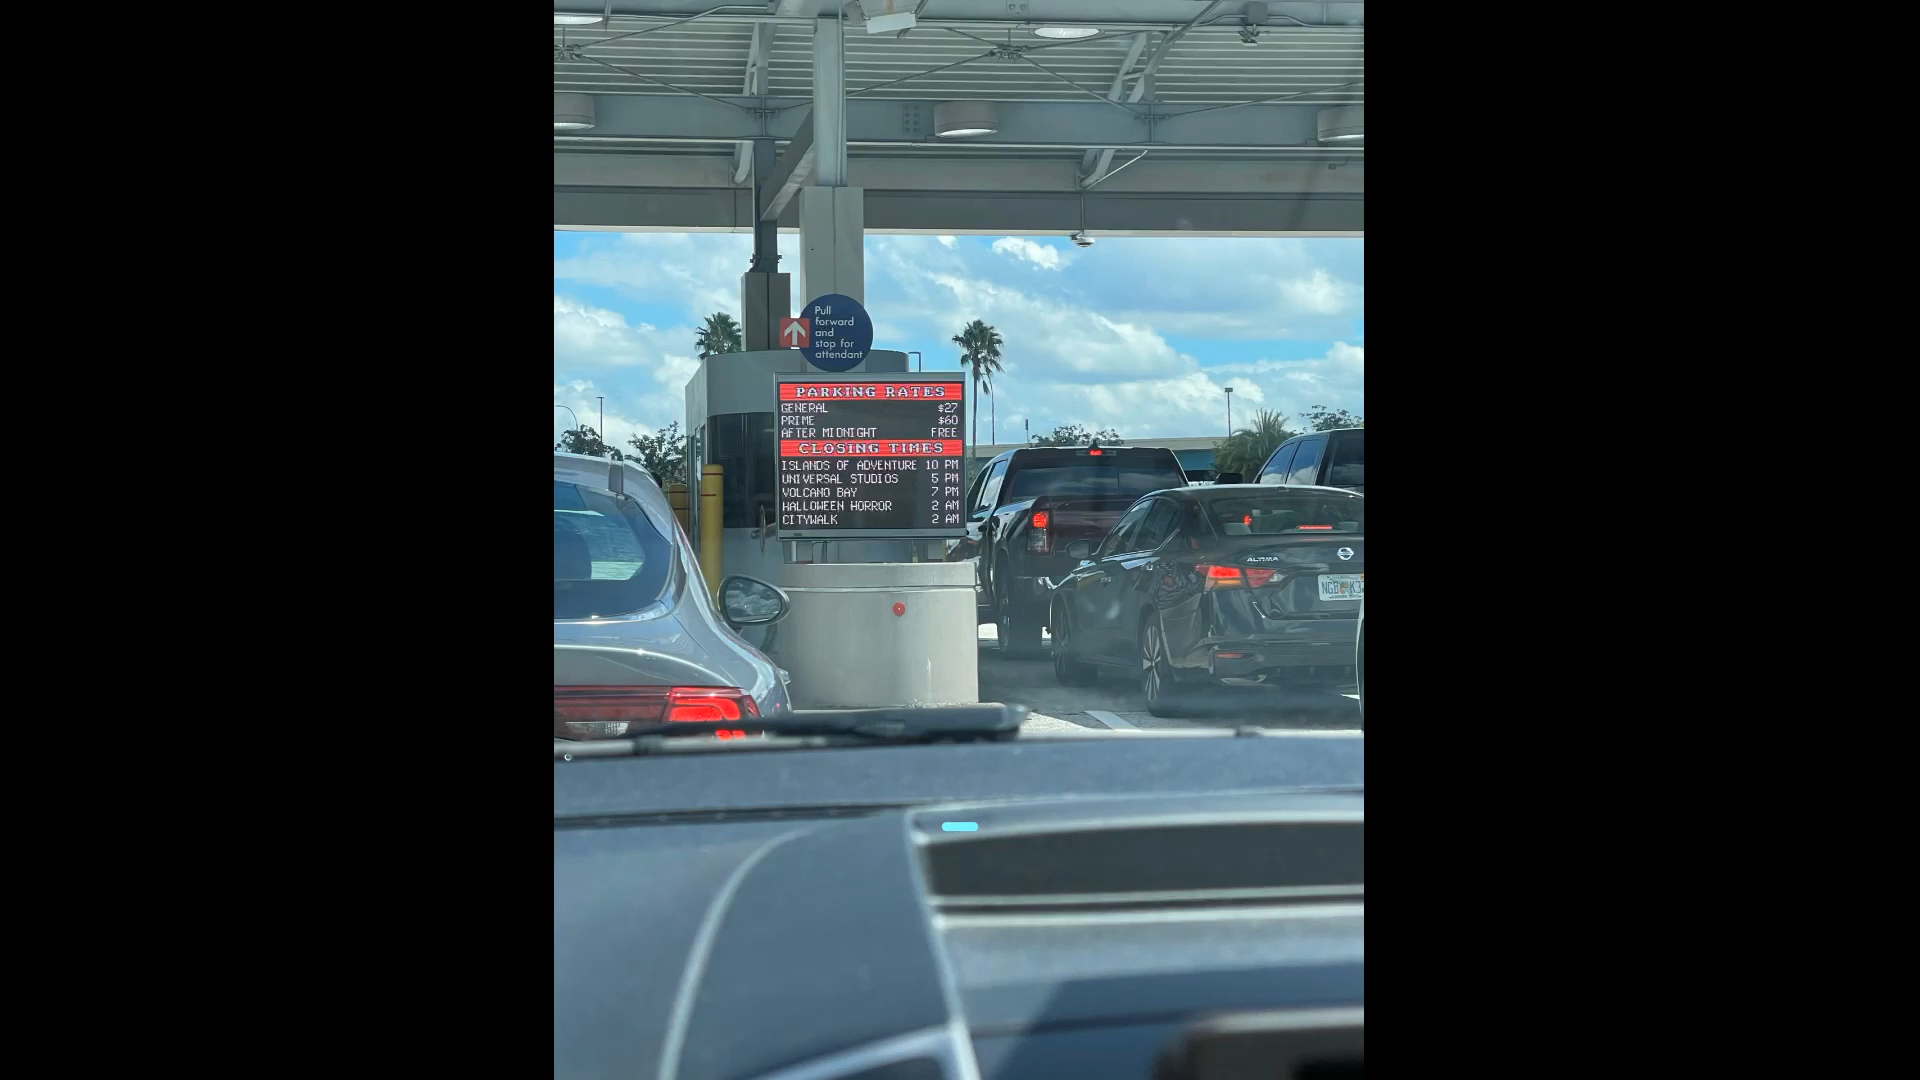 Pull
forward
and
stop for
attendant
PARKING RATES
GENERAL $27
PRIME $60
AFTER MIDNIGHT FREE
CLOSING TIMES
ISLANDS OF ADVENTURE 10 PM
UNIVERSAL STUDIOS 5 PM
VOLCANO BAY 7 PM
HALLOWEEN HORROR 2 AM
CITYWALK 2 AM
ALTIMA